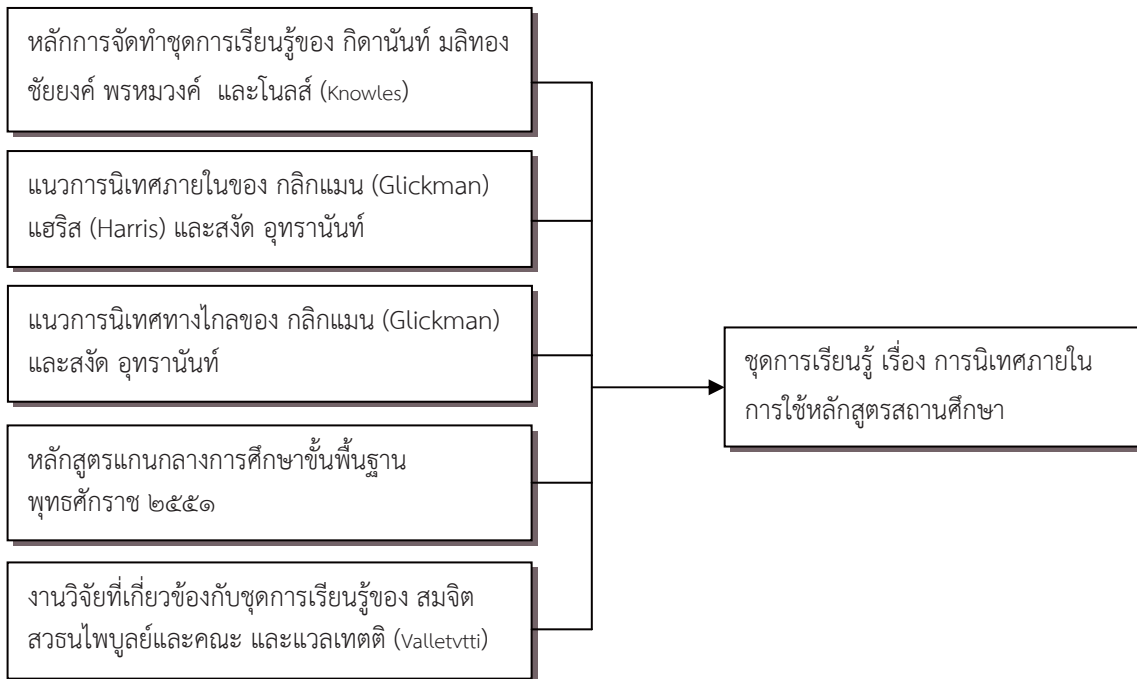 หลักการจัดทำชุดการเรียนรู้ของ กิดานันท์ มลิทอง
ชัยยงค์ พรหมวงค์ และโนลส์ (Knowles)
แนวการนิเทศภายในของ กลิกแมน (Glickman)
แฮริส (Harris) และสงัด อุทรานันท์
แนวการนิเทศทางไกลของ กลิกแมน (Glickman)
และสงัด อุทรานันท์
หลักสูตรแกนกลางการศึกษาขั้นพื้นฐาน
พุทธศักราช ๒๕๕๑
งานวิจัยที่เกี่ยวข้องกับชุดการเรียนรู้ของ สมจิต
สวธนไพบูลย์และคณะ และแวลเทตติ (Valletvtti)
ชุดการเรียนรู้ เรื่อง การนิเทศภายใน
การใช้หลักสูตรสถานศึกษา